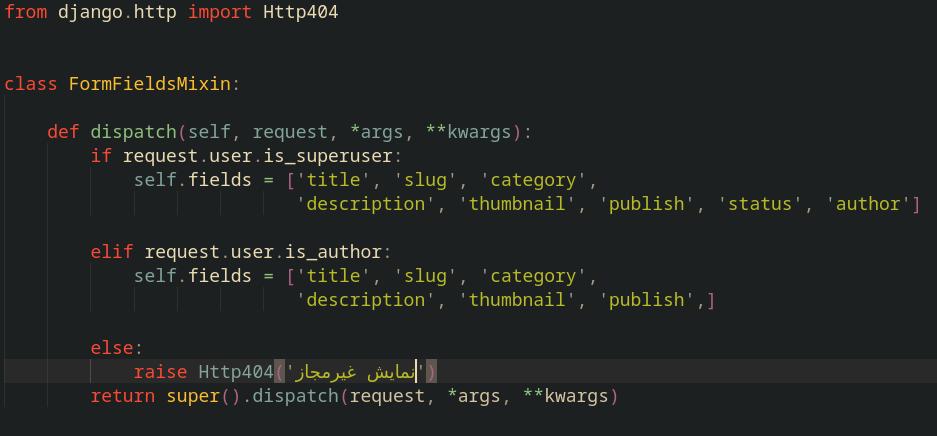 from django.http import Http404
class FormFieldsMixin:
def dispatch(self, request, *args, **kwargs):
if request.user.is_superuser:
self.fields = ['title', 'slug', 'category',
'description', 'thumbnail', 'publish', 'status', 'author']
elif request.user.is_author:
self.fields = ['title', 'slug', 'category',
'description', 'thumbnail', 'publish',]
else:
raise Http404('نمایش غیرمجاز')
return super().dispatch(request, *args, **kwargs)